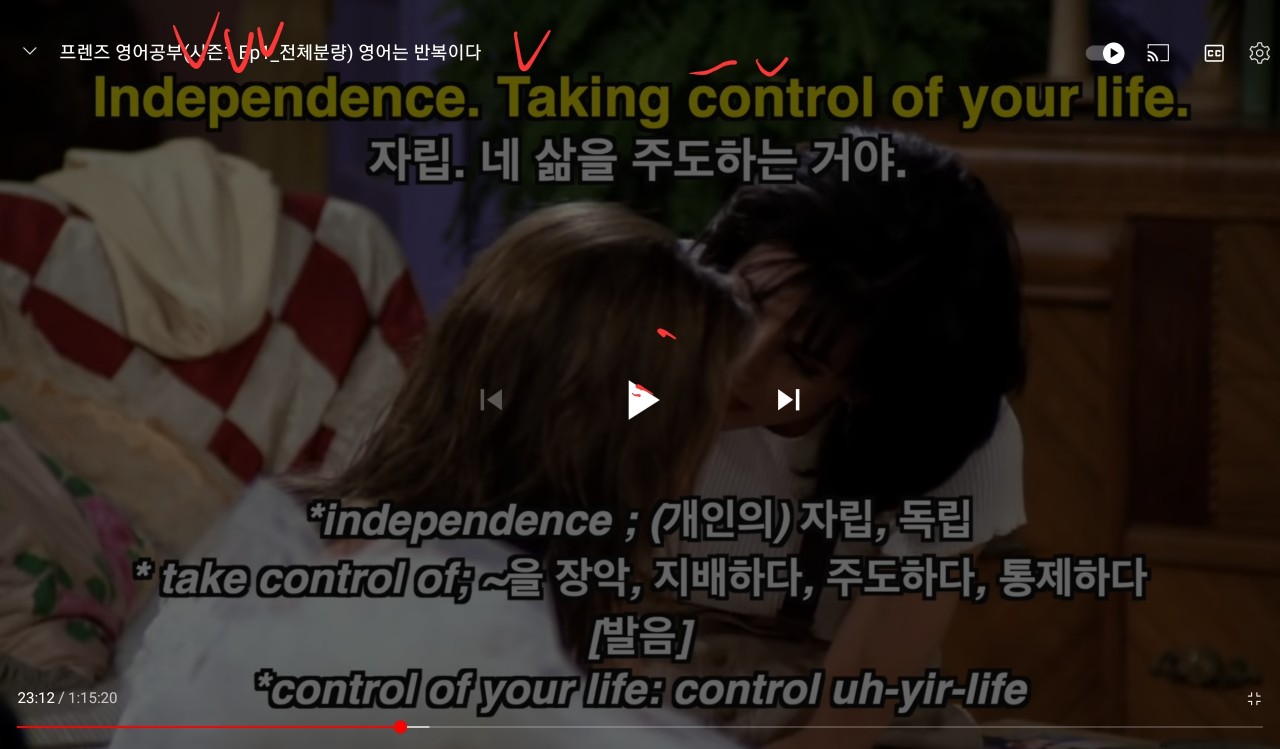 프렌즈 영어공부(시즌1 Ep1_전체분량) 영어는 반복이다
Independence. Taking control of your life.
자립. 네 삶을 주도하는 거야.
*independence ; (개인의) 자립, 독립
* take control of; ~을 장악, 지배하다, 주도하다, 통제하다
[발음]
*control of your life: control uh-yir-life
23:12 / 1:15:20